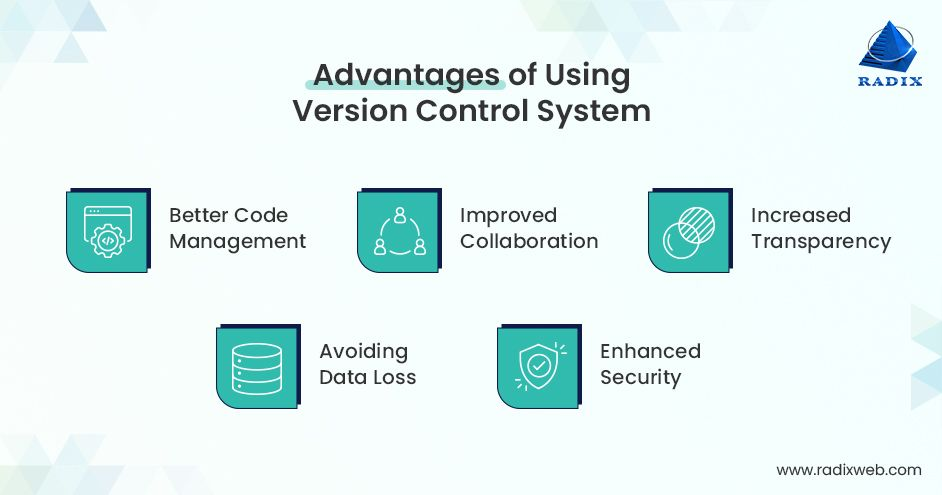 RADIX
Advantages of Using
Version Control System
Better Code
Management
Improved
Collaboration
Increased
Transparency
Avoiding
Data Loss
Enhanced
Security
www.radixweb.com